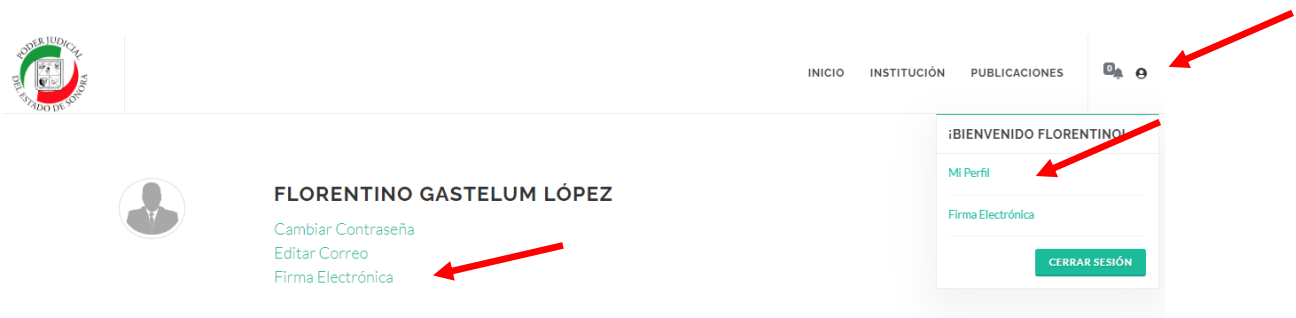 PODER JUDICIAL
DEL ESTADO DE SONORA
INICIO INSTITUCIÓN PUBLICACIONES 0
¡BIENVENIDO FLORENTINO!
Mi Perfil
Firma Electrónica
CERRAR SESIÓN
FLORENTINO GASTELUM LÓPEZ
Cambiar Contraseña
Editar Correo
Firma Electrónica